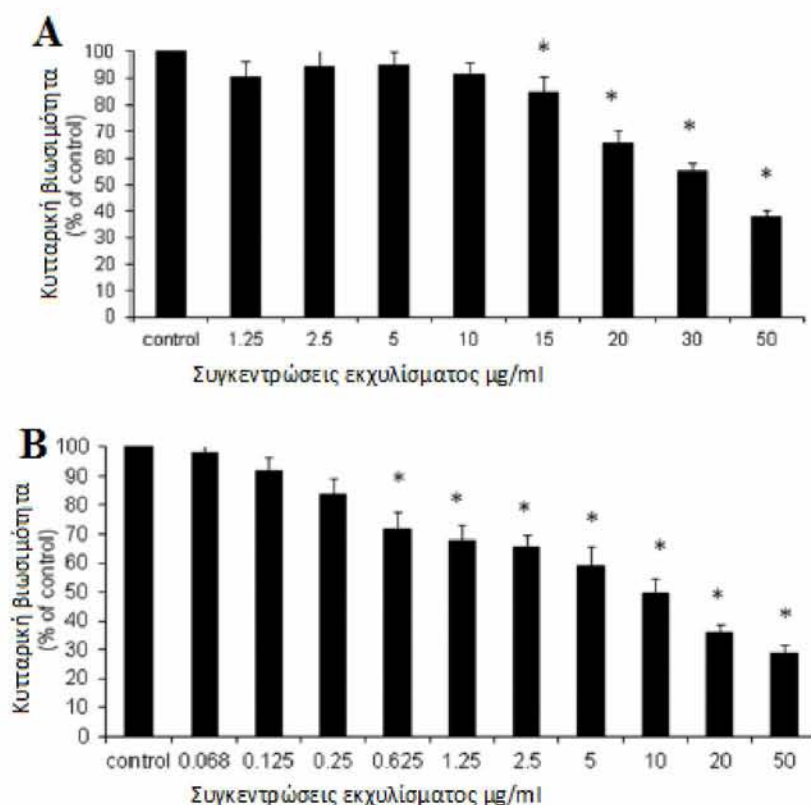 A
Κυτταρική βιωσιμότητα
(% of control)
100
90
80
70
60
50
40
30
20
10
0
* * * *
control 1.25 2.5 5 10 15 20 30 50
Συγκεντρώσεις εκχυλίσματος μg/ml
B
Κυτταρική βιωσιμότητα
(% of control)
100
90
80
70
60
50
40
30
20
10
0
* * * * * * *
control 0.068 0.125 0.25 0.625 1.25 2.5 5 10 20 50
Συγκεντρώσεις εκχυλίσματος μg/ml